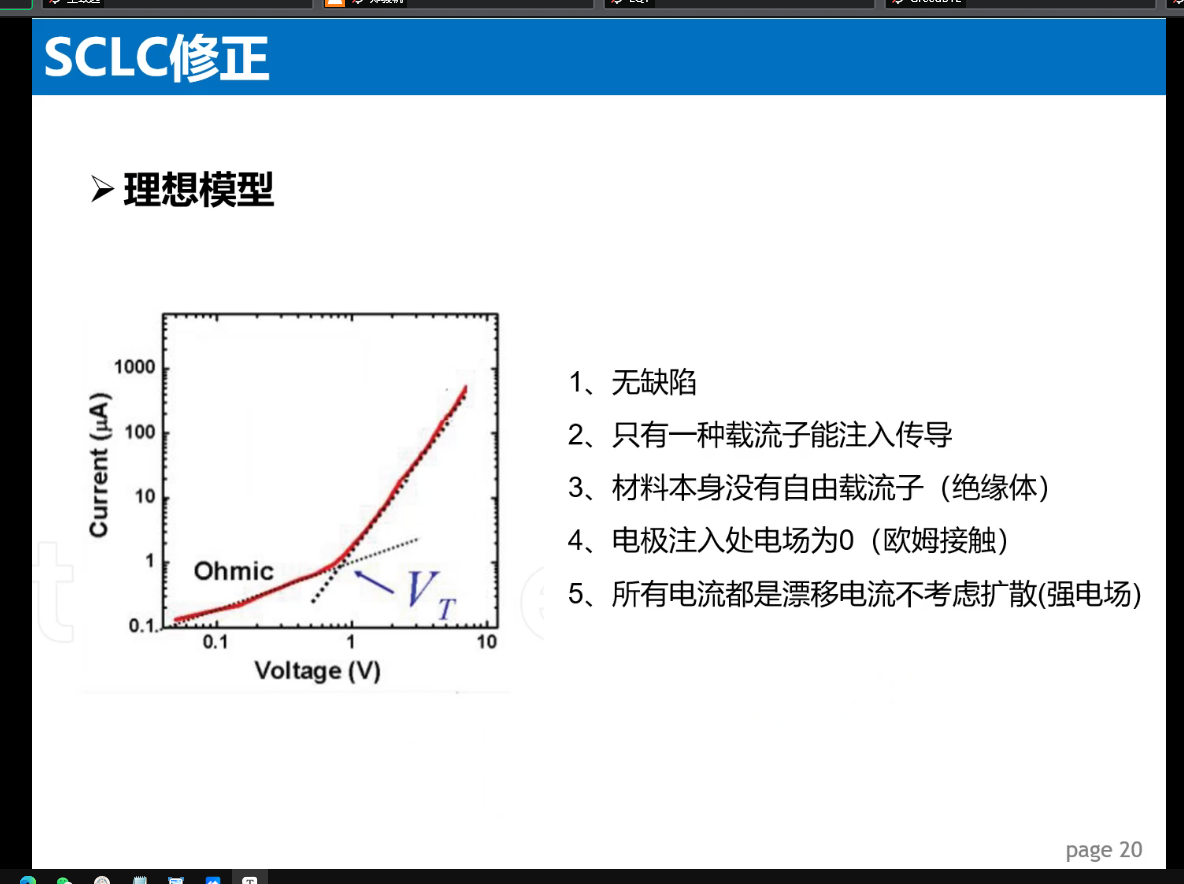 SCLC修正
➢ 理想模型
1000
100
10
1
0.1
Current (μA)
Ohmic
V_T
0.1
1
10
Voltage (V)
1、无缺陷
2、只有一种载流子能注入传导
3、材料本身没有自由载流子（绝缘体）
4、电极注入处电场为0（欧姆接触）
5、所有电流都是漂移电流不考虑扩散(强电场)
page 20